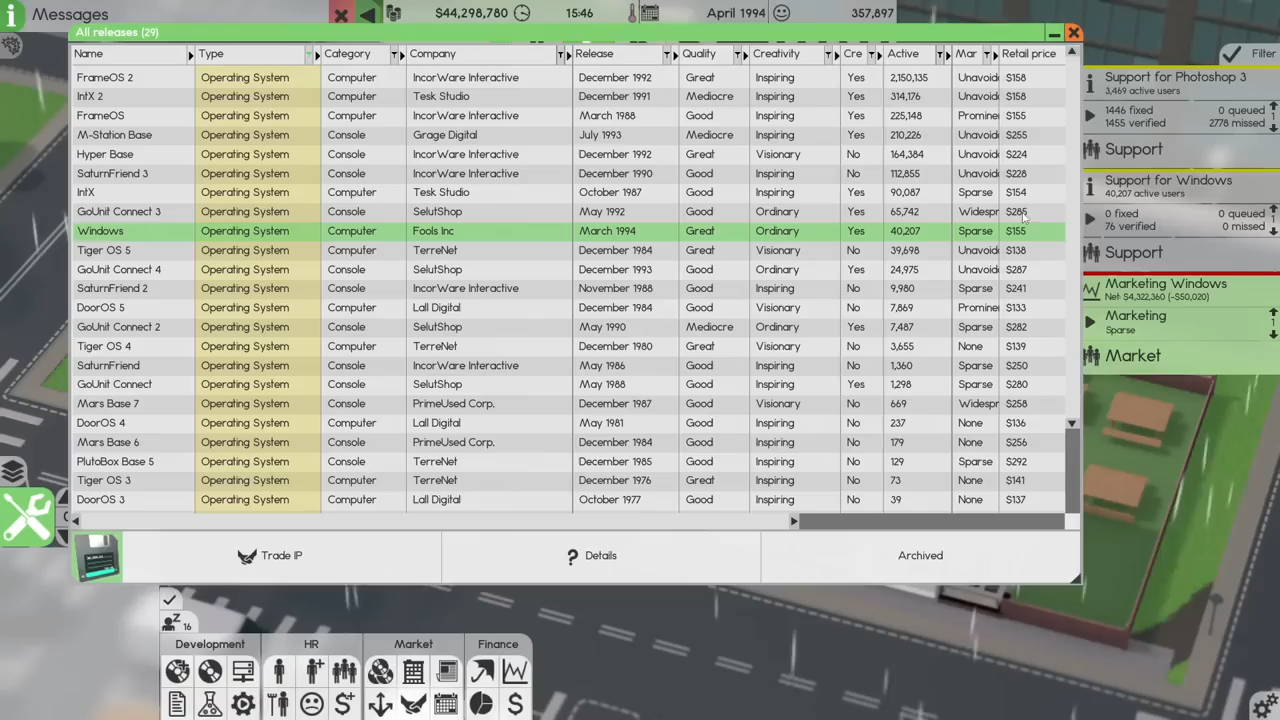 Messages
$44,298,780
15:46
April 1994
357,897
All releases (29)
Name Type Category Company Release Quality Creativity Cre Active Mar Retail price
FrameOS 2 Operating System Computer IncorWare Interactive December 1992 Great Inspiring Yes 2,150,135 Unavoid $158
IntX 2 Operating System Computer Tesk Studio December 1991 Mediocre Inspiring Yes 314,176 Unavoid $158
FrameOS Operating System Computer IncorWare Interactive March 1988 Good Inspiring Yes 225,148 Promine $155
M-Station Base Operating System Console Grage Digital July 1993 Mediocre Inspiring Yes 210,226 Unavoid $255
Hyper Base Operating System Console IncorWare Interactive December 1992 Great Visionary No 164,384 Unavoid $224
SaturnFriend 3 Operating System Console IncorWare Interactive December 1990 Good Inspiring No 112,855 Unavoid $228
IntX Operating System Computer Tesk Studio October 1987 Good Inspiring Yes 90,087 Sparse $154
GoUnit Connect 3 Operating System Console SelutShop May 1992 Good Ordinary Yes 65,742 Widespr $285
Windows Operating System Computer Fools Inc March 1994 Great Ordinary Yes 40,207 Sparse $155
Tiger OS 5 Operating System Computer TerreNet December 1984 Great Visionary No 39,698 Unavoid $138
GoUnit Connect 4 Operating System Console SelutShop December 1993 Good Ordinary Yes 24,975 Unavoid $287
SaturnFriend 2 Operating System Console IncorWare Interactive November 1988 Good Inspiring No 9,980 Sparse $241
DoorOS 5 Operating System Computer Lall Digital December 1984 Good Visionary No 7,869 Promine $133
GoUnit Connect 2 Operating System Console SelutShop May 1990 Mediocre Ordinary Yes 7,487 Sparse $282
Tiger OS 4 Operating System Computer TerreNet December 1980 Great Visionary No 3,655 None $139
SaturnFriend Operating System Console IncorWare Interactive May 1986 Good Inspiring No 1,360 Sparse $250
GoUnit Connect Operating System Console SelutShop May 1988 Good Inspiring Yes 1,298 Sparse $280
Mars Base 7 Operating System Console PrimeUsed Corp. December 1987 Good Visionary No 669 Widespr $258
DoorOS 4 Operating System Computer Lall Digital May 1981 Good Inspiring No 237 None $136
Mars Base 6 Operating System Console PrimeUsed Corp. December 1984 Good Inspiring No 179 None $256
PlutoBox Base 5 Operating System Console TerreNet December 1985 Good Inspiring No 129 Sparse $292
Tiger OS 3 Operating System Computer TerreNet December 1976 Great Inspiring No 73 None $141
DoorOS 3 Operating System Computer Lall Digital October 1977 Good Inspiring No 39 None $137
Trade IP
? Details
Archived
Filter
Support for Photoshop 3
3,469 active users
1446 fixed 0 queued
1455 verified 2778 missed
1
Support
Support for Windows
40,207 active users
0 fixed 0 queued
76 verified 0 missed
1
Support
Marketing Windows
Net: $4,322,360 (-$50,020)
Marketing
Sparse
1
Market
16
Development HR Market Finance